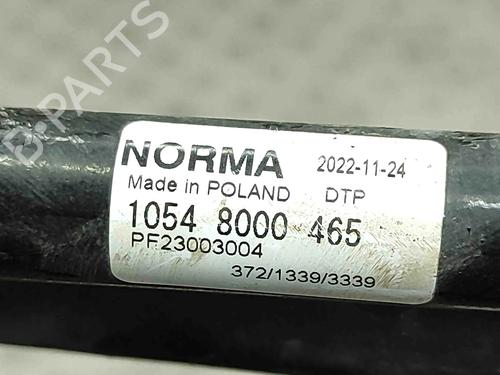 B-PARTS
NORMA 2022-11-24
Made in POLAND DTP
1054 8000 465
PF23003004
372/1339/3339